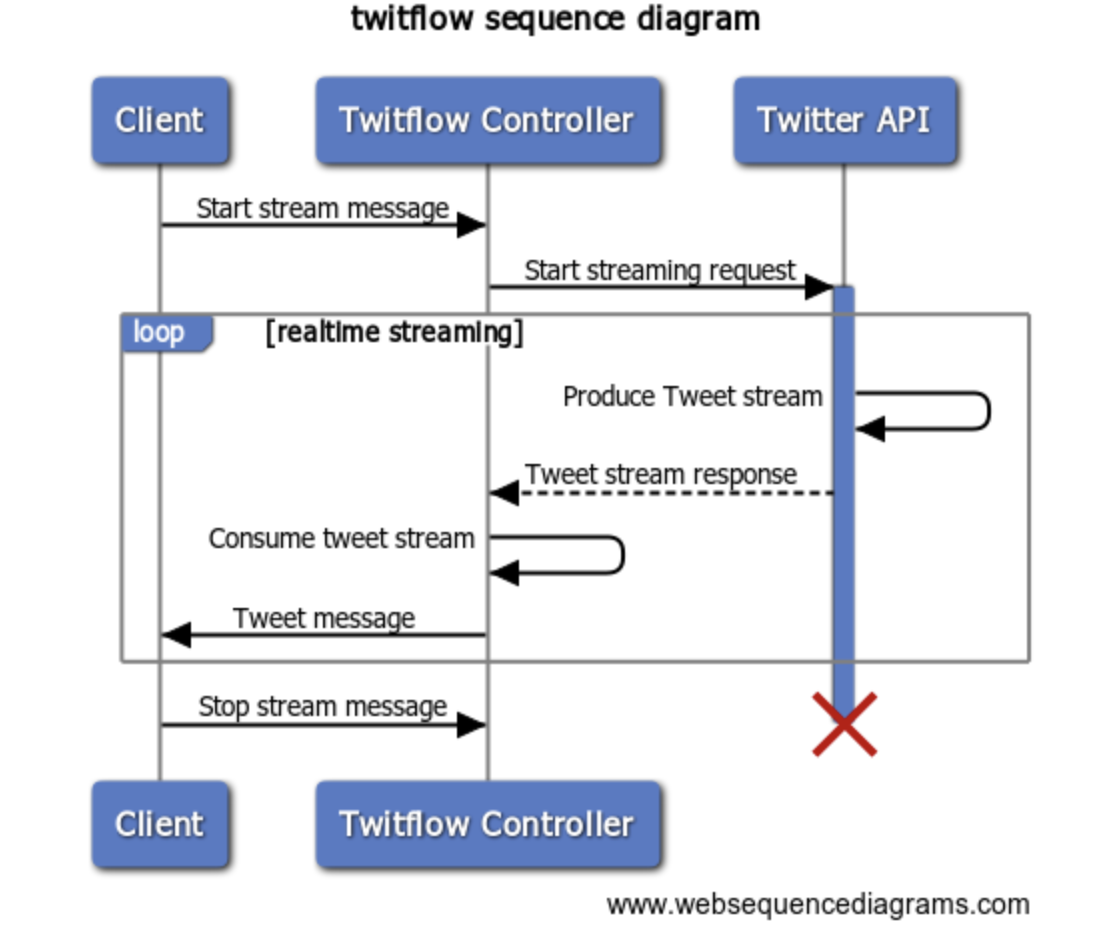 twitflow sequence diagram
Client
Twitflow Controller
Twitter API
Start stream message
Start streaming request
loop
[realtime streaming]
Produce Tweet stream
Tweet stream response
Consume tweet stream
Tweet message
Stop stream message
Client
Twitflow Controller
www.websequencediagrams.com